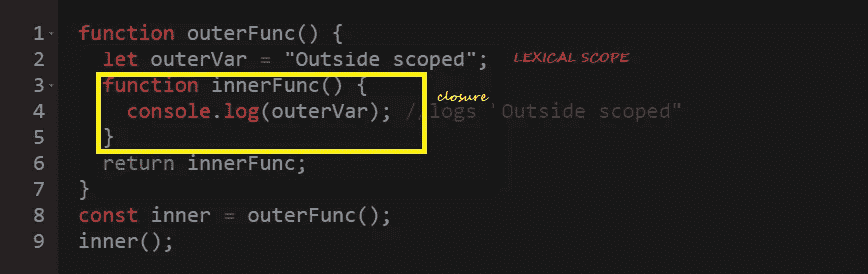 1 function outerFunc() {
2 let outerVar = "Outside scoped"; LEXICAL SCOPE
3 function innerFunc() { closure
4 console.log(outerVar); //logs 'Outside scoped"
5 }
6 return innerFunc;
7 }
8 const inner = outerFunc();
9 inner();